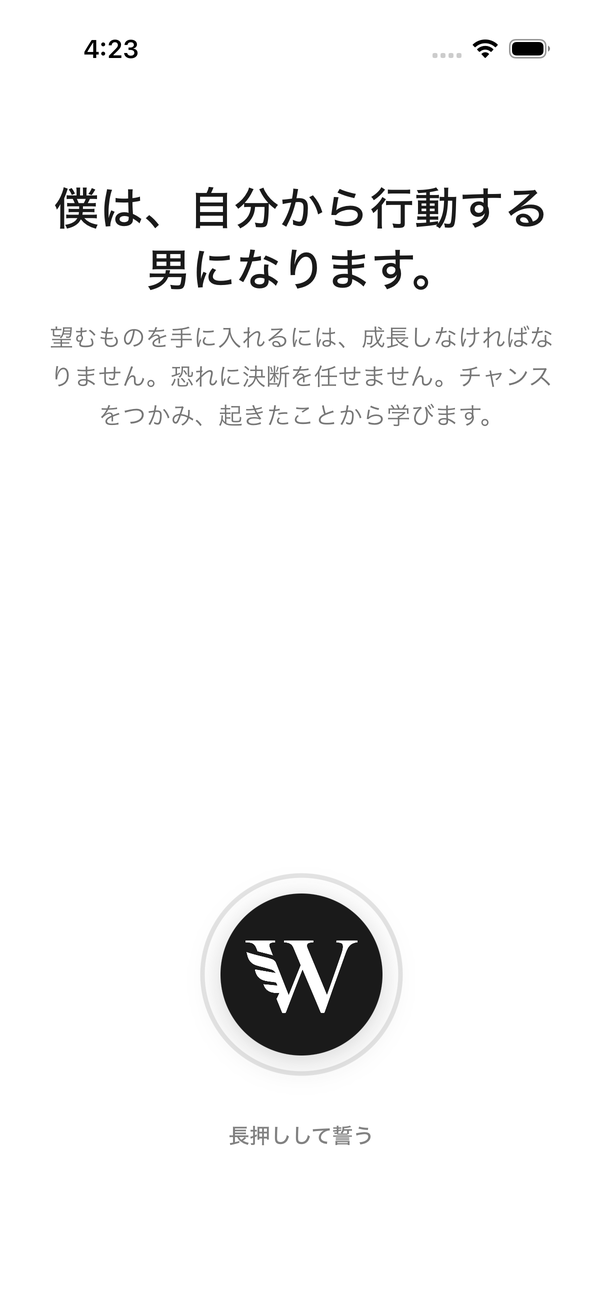 4:23
僕は、自分から行動する
男になります。
望むものを手に入れるには、成長しなければな
りません。恐れに決断を任せません。チャンス
をつかみ、起きたことから学びます。
W
長押しして誓う